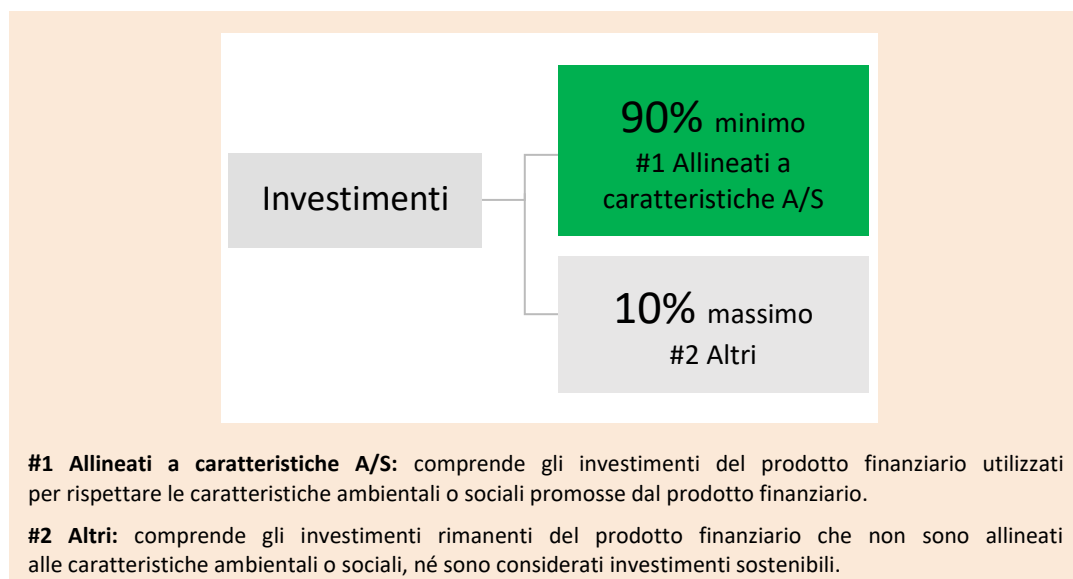 90% minimo
#1 Allineati a
caratteristiche A/S
Investimenti
10% massimo
#2 Altri
#1 Allineati a caratteristiche A/S: comprende gli investimenti del prodotto finanziario utilizzati
per rispettare le caratteristiche ambientali o sociali promosse dal prodotto finanziario.
#2 Altri: comprende gli investimenti rimanenti del prodotto finanziario che non sono allineati
alle caratteristiche ambientali o sociali, né sono considerati investimenti sostenibili.